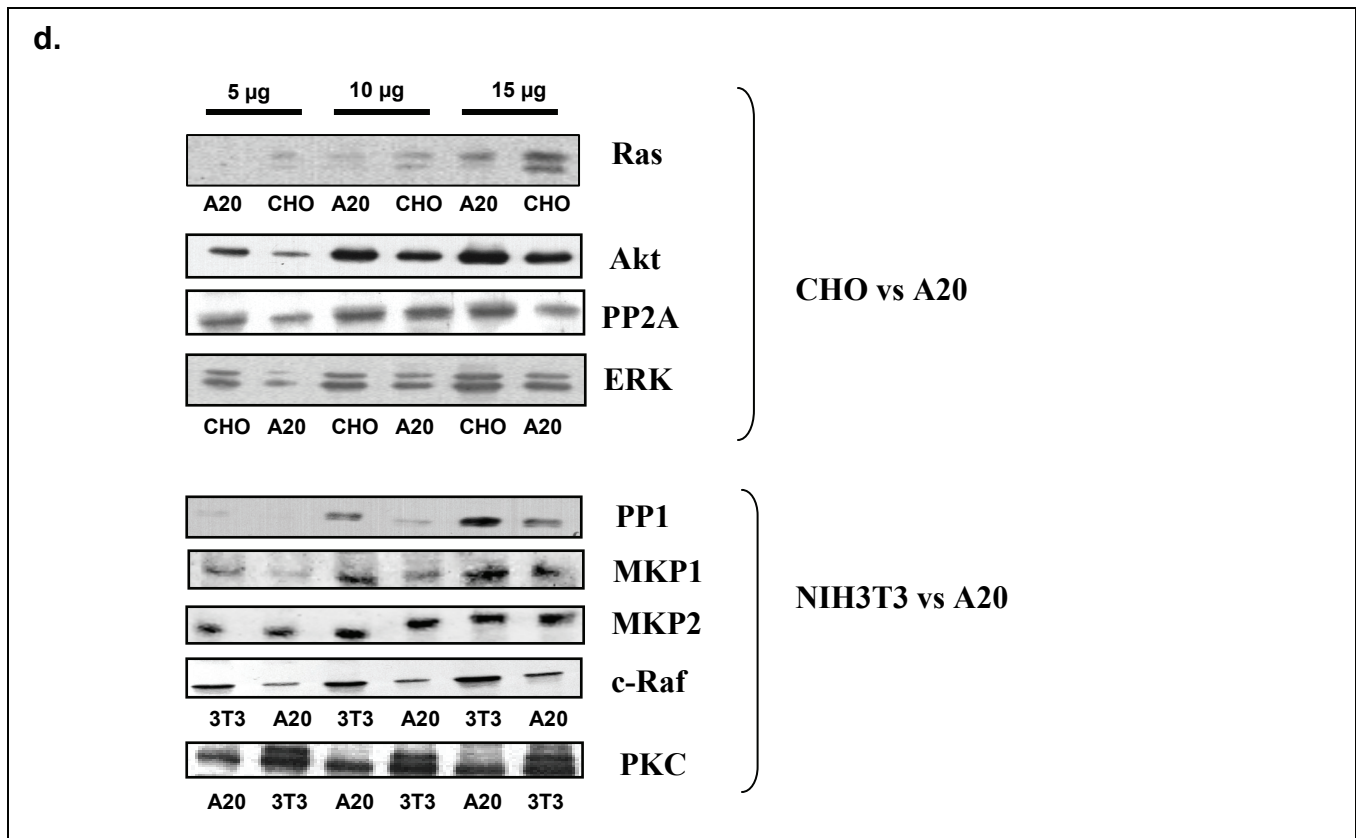 d.
5 µg 10 µg 15 µg
Ras
A20 CHO A20 CHO A20 CHO
Akt
PP2A
ERK
CHO A20 CHO A20 CHO A20
CHO vs A20
PP1
MKP1
MKP2
c-Raf
3T3 A20 3T3 A20 3T3 A20
PKC
A20 3T3 A20 3T3 A20 3T3
NIH3T3 vs A20